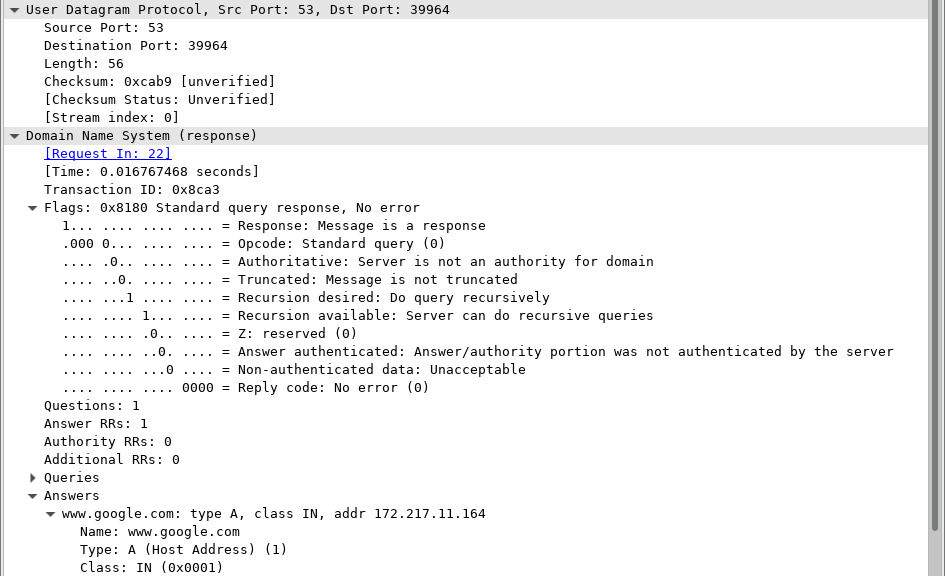 User Datagram Protocol, Src Port: 53, Dst Port: 39964
Source Port: 53
Destination Port: 39964
Length: 56
Checksum: 0xcab9 [unverified]
[Checksum Status: Unverified]
[Stream index: 0]
Domain Name System (response)
[Request In: 22]
[Time: 0.016767468 seconds]
Transaction ID: 0x8ca3
Flags: 0x8180 Standard query response, No error
1... .... .... .... = Response: Message is a response
.000 0... .... .... = Opcode: Standard query (0)
.... .0.. .... .... = Authoritative: Server is not an authority for domain
.... ..0. .... .... = Truncated: Message is not truncated
.... ...1 .... .... = Recursion desired: Do query recursively
.... .... 1... .... = Recursion available: Server can do recursive queries
.... .... .0.. .... = Z: reserved (0)
.... .... ..0. .... = Answer authenticated: Answer/authority portion was not authenticated by the server
.... .... ...0 .... = Non-authenticated data: Unacceptable
.... .... .... 0000 = Reply code: No error (0)
Questions: 1
Answer RRs: 1
Authority RRs: 0
Additional RRs: 0
Queries
Answers
www.google.com: type A, class IN, addr 172.217.11.164
Name: www.google.com
Type: A (Host Address) (1)
Class: IN (0x0001)